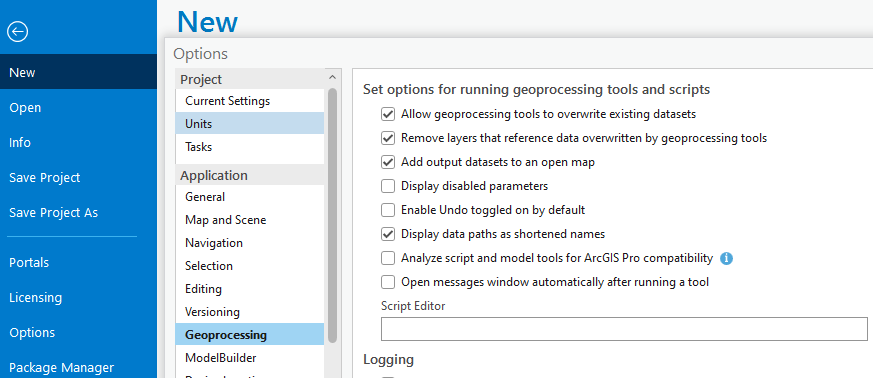 New
Open
Info
Save Project
Save Project As
Portals
Licensing
Options
Package Manager
New
Options
Project
Current Settings
Units
Tasks
Application
General
Map and Scene
Navigation
Selection
Editing
Versioning
Geoprocessing
ModelBuilder
Set options for running geoprocessing tools and scripts
Allow geoprocessing tools to overwrite existing datasets
Remove layers that reference data overwritten by geoprocessing tools
Add output datasets to an open map
Display disabled parameters
Enable Undo toggled on by default
Display data paths as shortened names
Analyze script and model tools for ArcGIS Pro compatibility
Open messages window automatically after running a tool
Script Editor
Logging